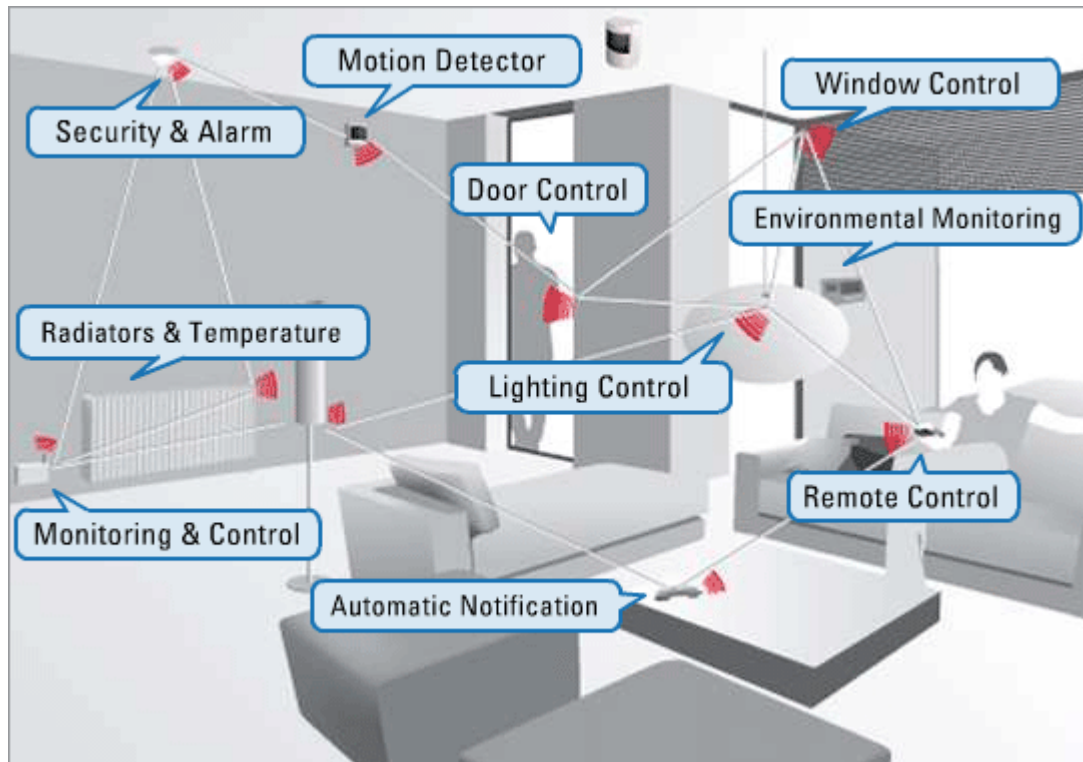 Motion Detector
Window Control
Security & Alarm
Door Control
Environmental Monitoring
Radiators & Temperature
Lighting Control
Remote Control
Monitoring & Control
Automatic Notification